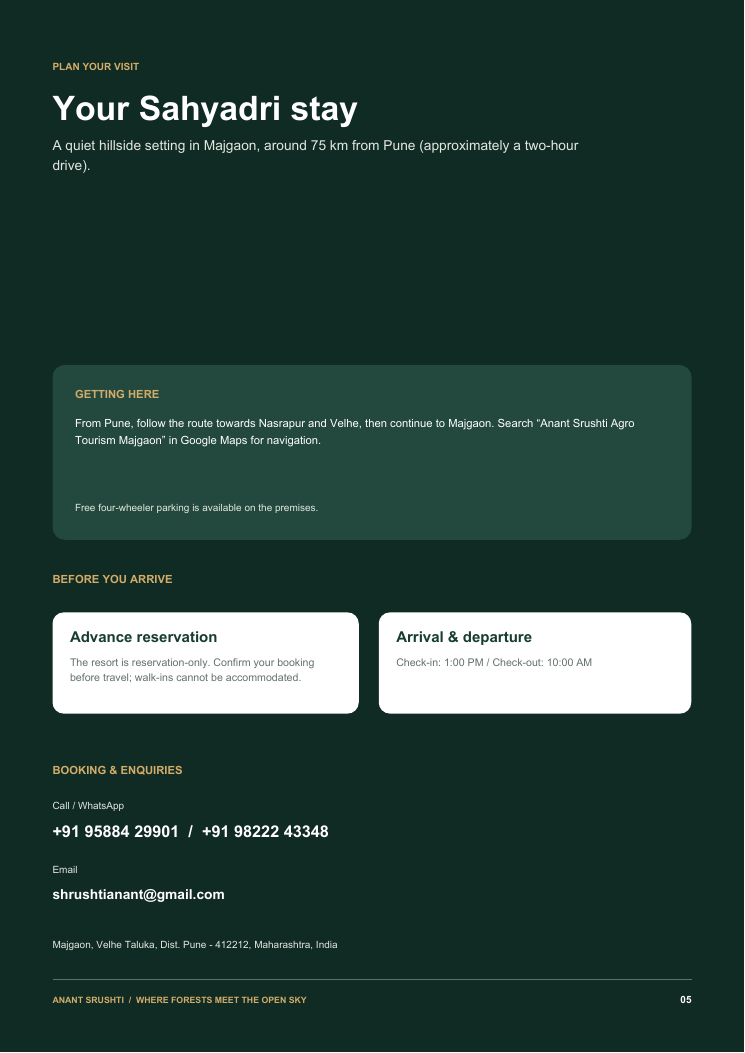 PLAN YOUR VISIT
Your Sahyadri stay
A quiet hillside setting in Majgaon, around 75 km from Pune (approximately a two-hour
drive).
GETTING HERE
From Pune, follow the route towards Nasrapur and Velhe, then continue to Majgaon. Search “Anant Srushti Agro
Tourism Majgaon” in Google Maps for navigation.
Free four-wheeler parking is available on the premises.
BEFORE YOU ARRIVE
Advance reservation
The resort is reservation-only. Confirm your booking
before travel; walk-ins cannot be accommodated.
Arrival & departure
Check-in: 1:00 PM / Check-out: 10:00 AM
BOOKING & ENQUIRIES
Call / WhatsApp
+91 95884 29901 / +91 98222 43348
Email
shrushtianant@gmail.com
Majgaon, Velhe Taluka, Dist. Pune - 412212, Maharashtra, India
ANANT SRUSHTI / WHERE FORESTS MEET THE OPEN SKY
05